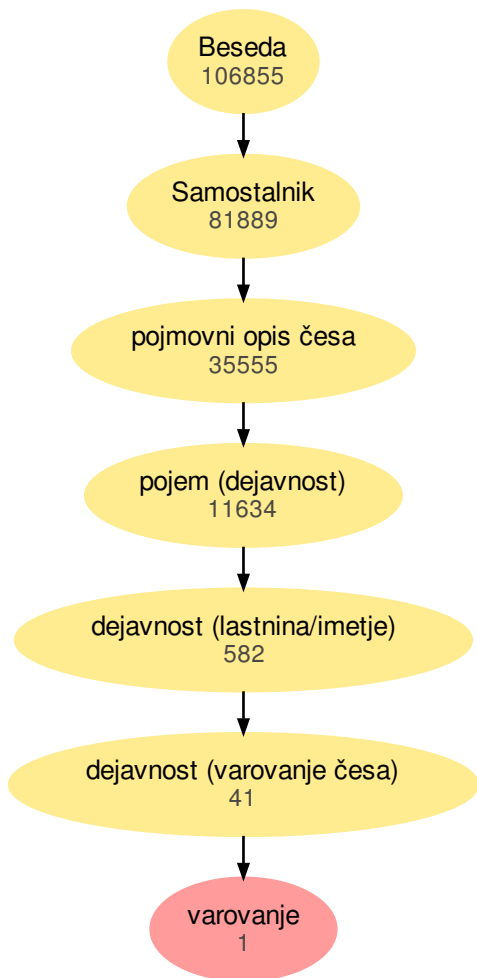 Beseda
106855
Samostalnik
81889
pojmovni opis česa
35555
pojem (dejavnost)
11634
dejavnost (lastnina/imetje)
582
dejavnost (varovanje česa)
41
varovanje
1